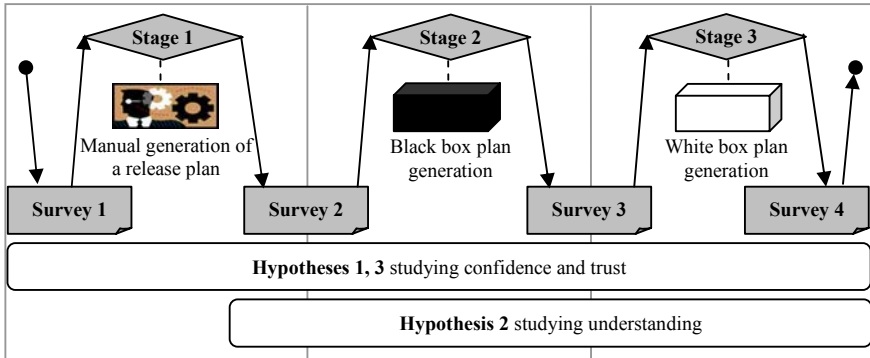 Stage 1
Stage 2
Stage 3
Manual generation of
a release plan
Black box plan
generation
White box plan
generation
Survey 1
Survey 2
Survey 3
Survey 4
Hypotheses 1, 3 studying confidence and trust
Hypothesis 2 studying understanding